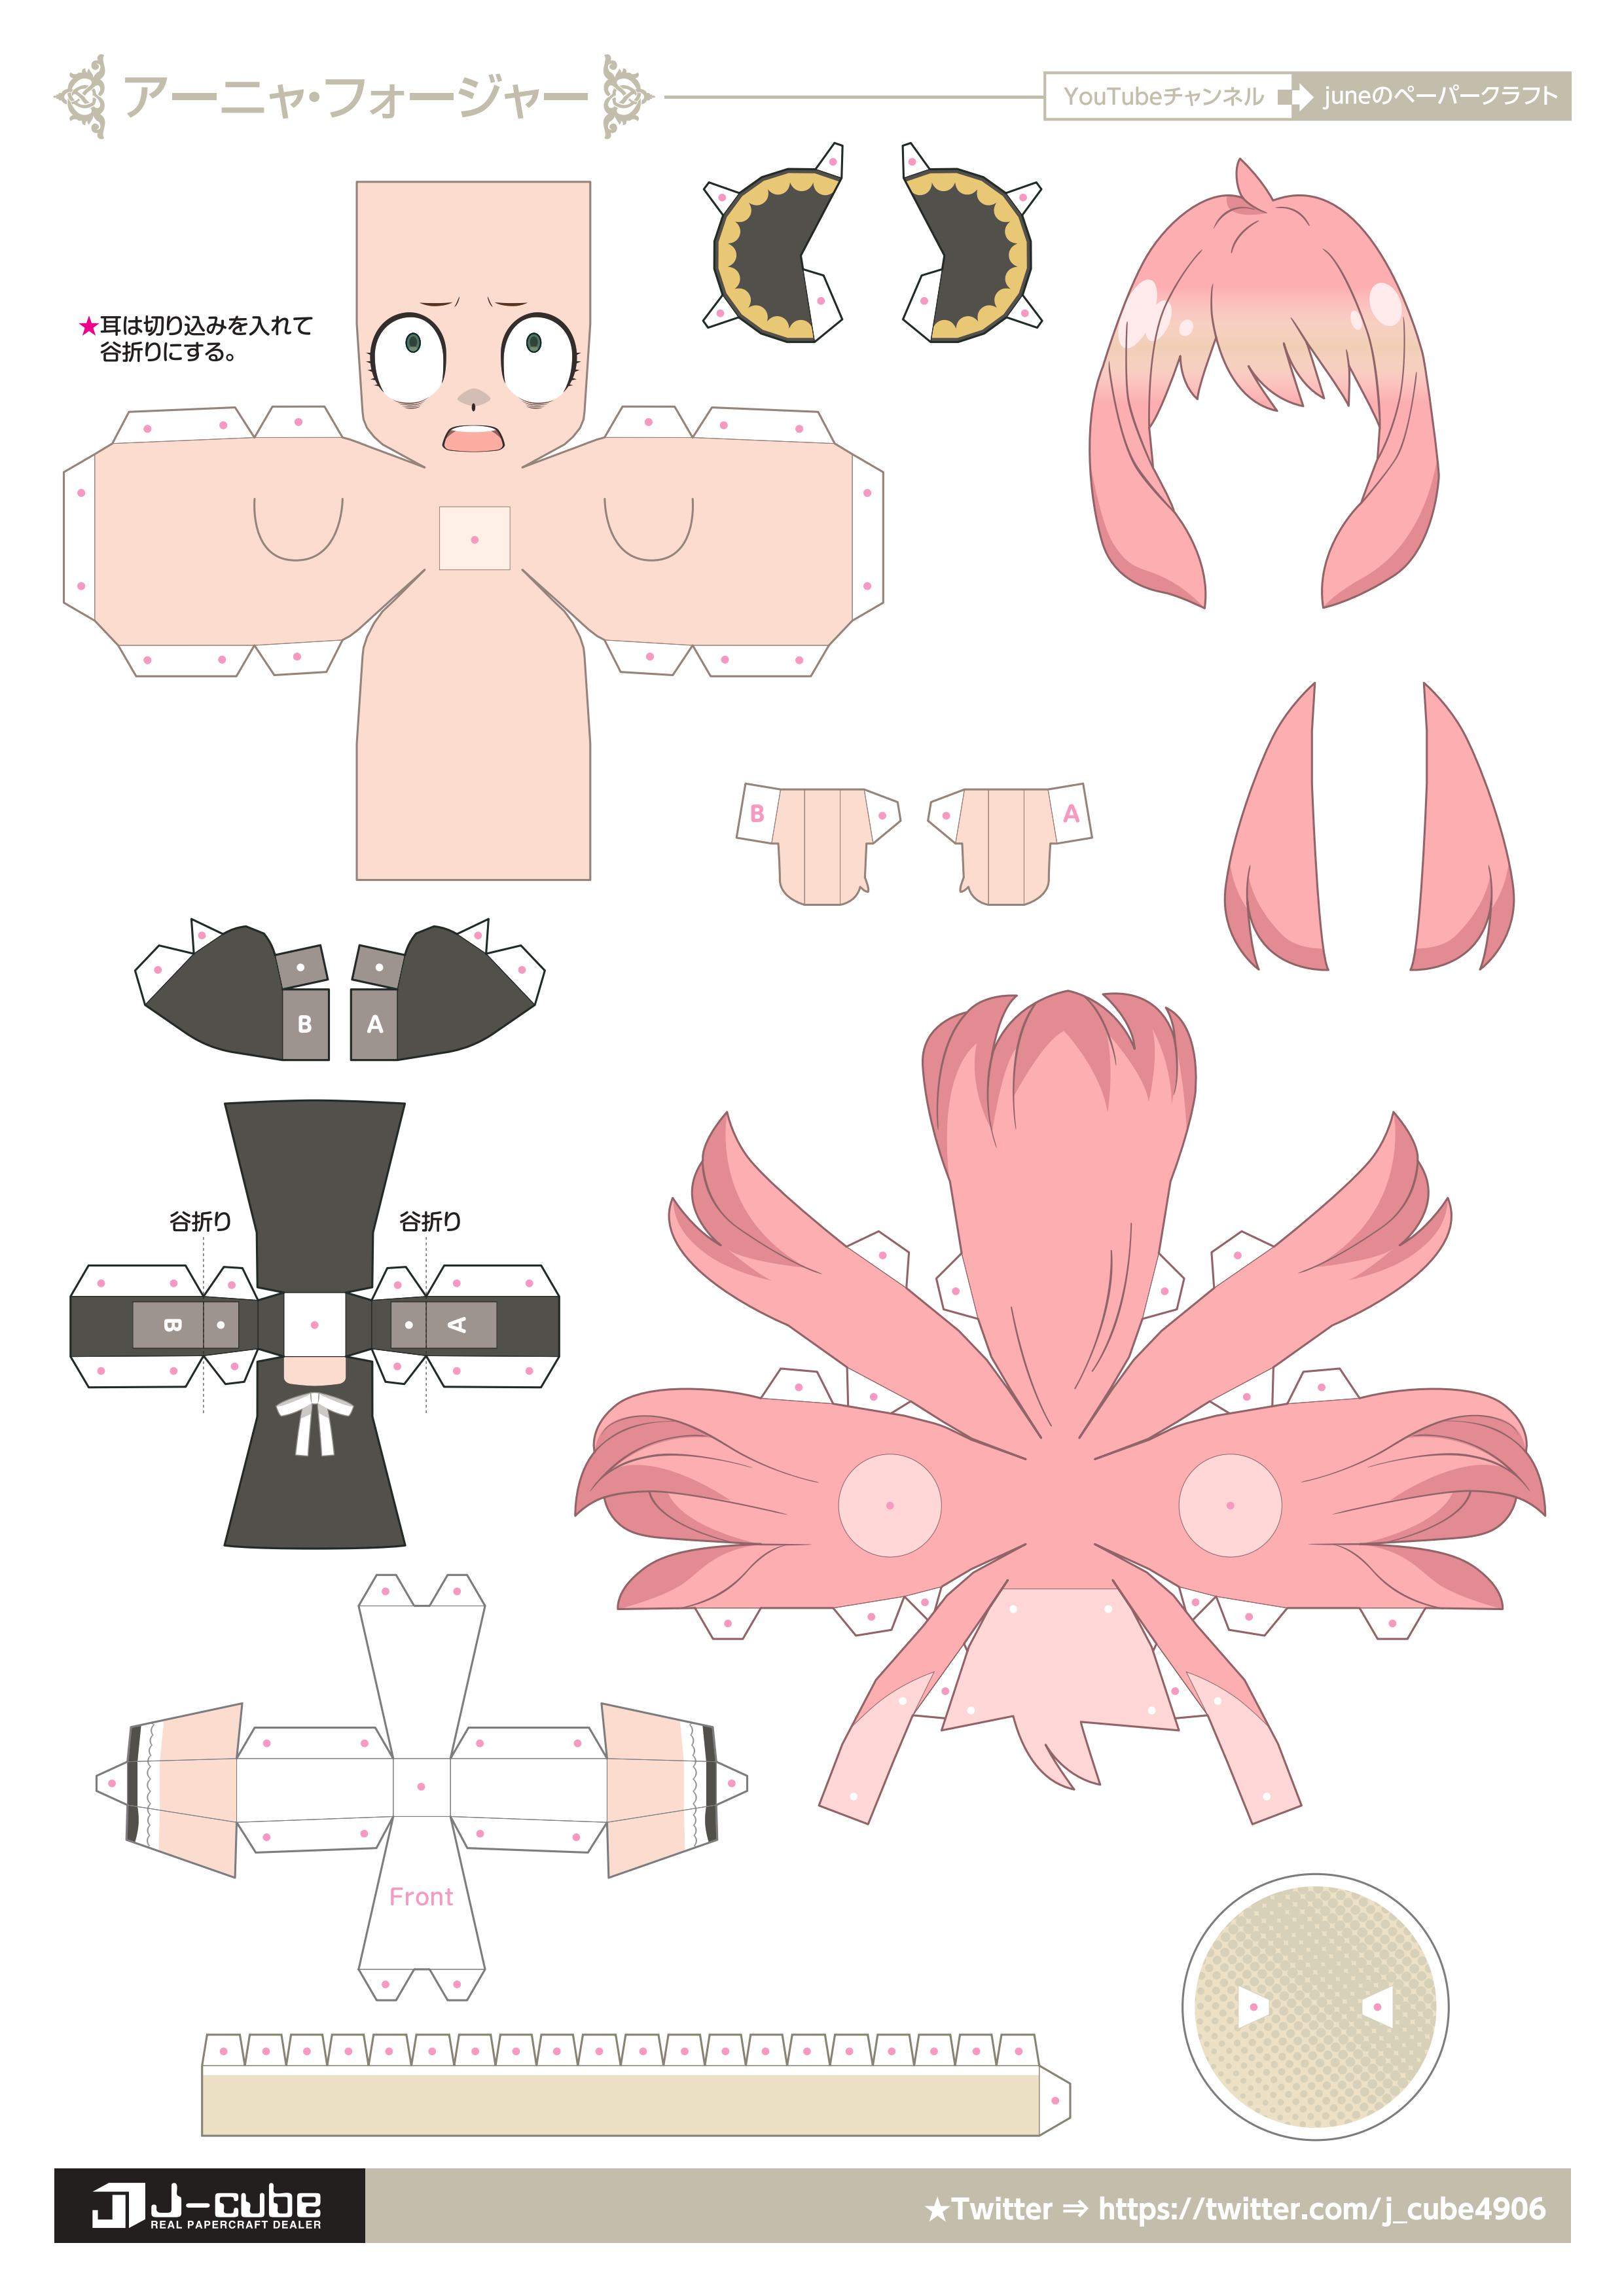 アーニャ・フォージャー
YouTubeチャンネル juneのペーパークラフト
★耳は切り込みを入れて
谷折りにする。
B
A
B
A
谷折り
谷折り
B
A
Front
J-cube
REAL PAPERCRAFT DEALER
★Twitter ⇒ https://twitter.com/j_cube4906